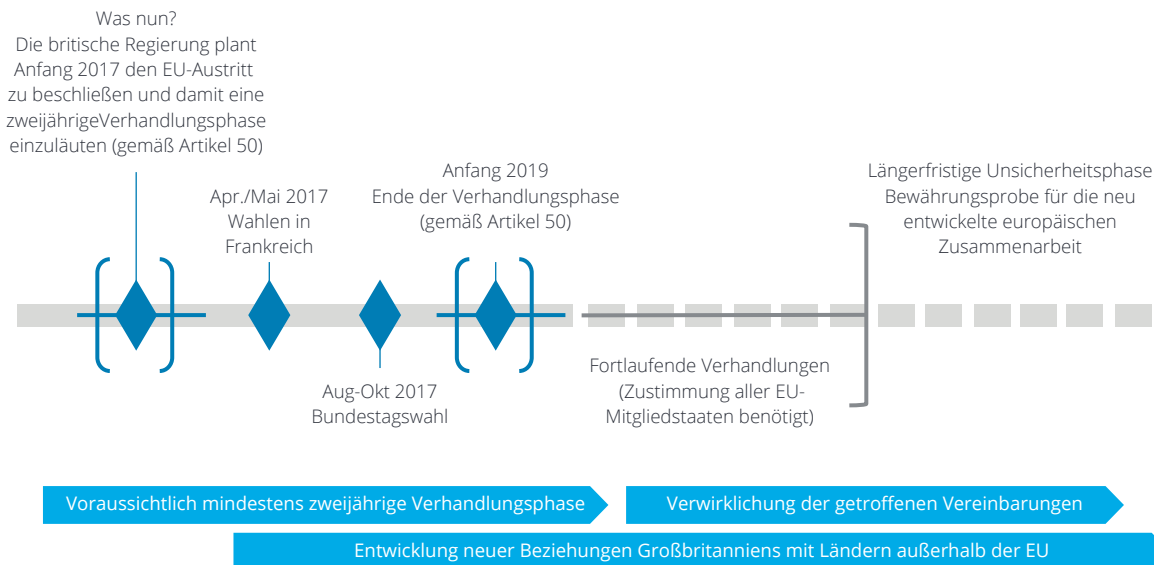 Was nun?
Die britische Regierung plant
Anfang 2017 den EU-Austritt
zu beschließen und damit eine
zweijährigeVerhandlungsphase
einzuläuten (gemäß Artikel 50)
Apr./Mai 2017
Wahlen in
Frankreich
Aug-Okt 2017
Bundestagswahl
Anfang 2019
Ende der Verhandlungsphase
(gemäß Artikel 50)
Fortlaufende Verhandlungen
(Zustimmung aller EU-
Mitgliedstaaten benötigt)
Längerfristige Unsicherheitsphase
Bewährungsprobe für die neu
entwickelte europäischen
Zusammenarbeit
Voraussichtlich mindestens zweijährige Verhandlungsphase
Verwirklichung der getroffenen Vereinbarungen
Entwicklung neuer Beziehungen Großbritanniens mit Ländern außerhalb der EU